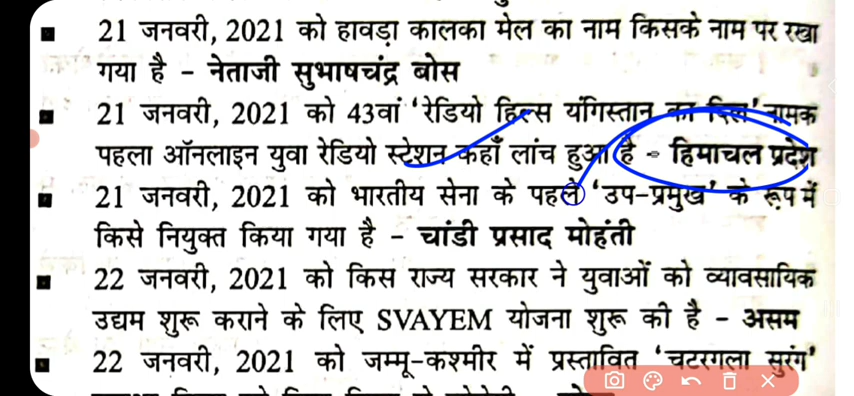 21 जनवरी, 2021 को हावड़ा कालका मेल का नाम किसके नाम पर रखा
गया है - नेताजी सुभाषचंद्र बोस
21 जनवरी, 2021 को 43वां 'रेडियो हिल्स यंगिस्तान का दिल' नामक
पहला ऑनलाइन युवा रेडियो स्टेशन कहाँ लांच हुआ है - हिमाचल प्रदेश
21 जनवरी, 2021 को भारतीय सेना के पहले 'उप-प्रमुख' के रूप में
किसे नियुक्त किया गया है - चांडी प्रसाद मोहंती
22 जनवरी, 2021 को किस राज्य सरकार ने युवाओं को व्यावसायिक
उद्यम शुरू कराने के लिए SVAYEM योजना शुरू की है - असम
22 जनवरी, 2021 को जम्मू-कश्मीर में प्रस्तावित 'चटरगला सुरंग'